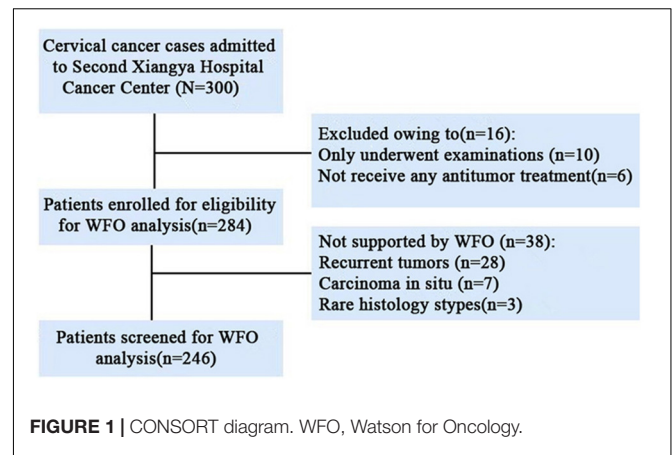 Cervical cancer cases admitted
to Second Xiangya Hospital
Cancer Center (N=300)
Excluded owing to(n=16):
Only underwent examinations (n=10)
Not receive any antitumor treatment(n=6)
Patients enrolled for eligibility
for WFO analysis(n=284)
Not supported by WFO (n=38):
Recurrent tumors (n=28)
Carcinoma in situ (n=7)
Rare histology stypes(n=3)
Patients screened for WFO
analysis(n=246)
FIGURE 1 | CONSORT diagram. WFO, Watson for Oncology.